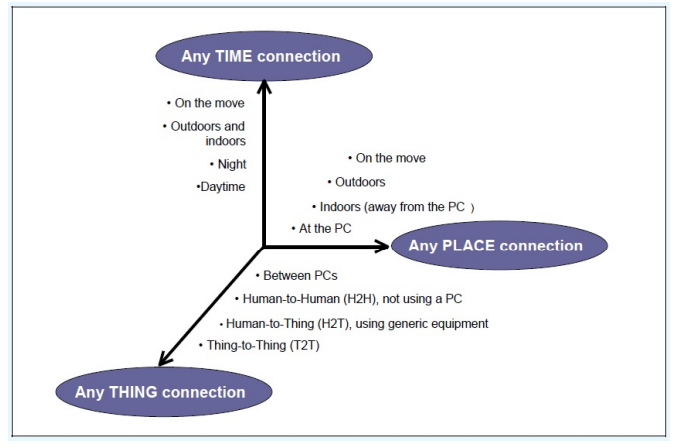 Any TIME connection
• On the move
• Outdoors and
indoors
• Night
•Daytime
• On the move
• Outdoors
• Indoors (away from the PC )
• At the PC
Any PLACE connection
• Between PCs
• Human-to-Human (H2H), not using a PC
• Human-to-Thing (H2T), using generic equipment
• Thing-to-Thing (T2T)
Any THING connection